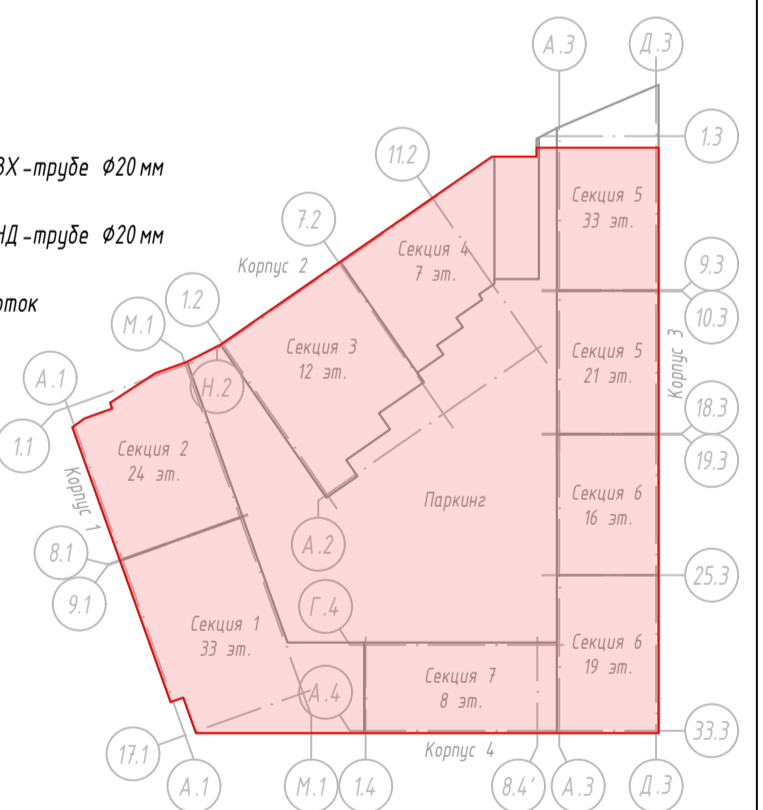 А.3
Д.3
1.3
ВХ-трубе Ф20 мм
11.2
Секция 5
33 эт.
НД-трубе Ф20 мм
7.2
Корпус 2
Секция 4
7 эт.
9.3
10.3
1.2
М.1
Н.2
Секция 3
12 эт.
Секция 5
21 эт.
Корпус 3
А.1
1.1
18.3
19.3
Секция 2
24 эт.
Корпус 1
Паркинг
Секция 6
16 эт.
А.2
8.1
9.1
25.3
Г.4
Секция 1
33 эт.
Секция 6
19 эт.
А.4
Секция 7
8 эт.
33.3
17.1
Корпус 4
А.1
М.1
1.4
8.4'
А.3
Д.3